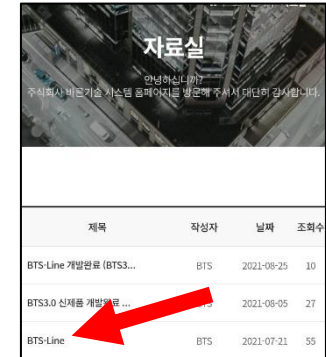 자료실
안녕하십니까?
주식회사 바른기술 시스템 홈페이지를 방문해 주셔서 대단히 감사합니다.
제목 작성자 날짜 조회수
BTS-Line 개발완료 (BTS3... BTS 2021-08-25 10
BTS3.0 신제품 개발완료 ... 2021-08-05 27
BTS-Line BTS 2021-07-21 55